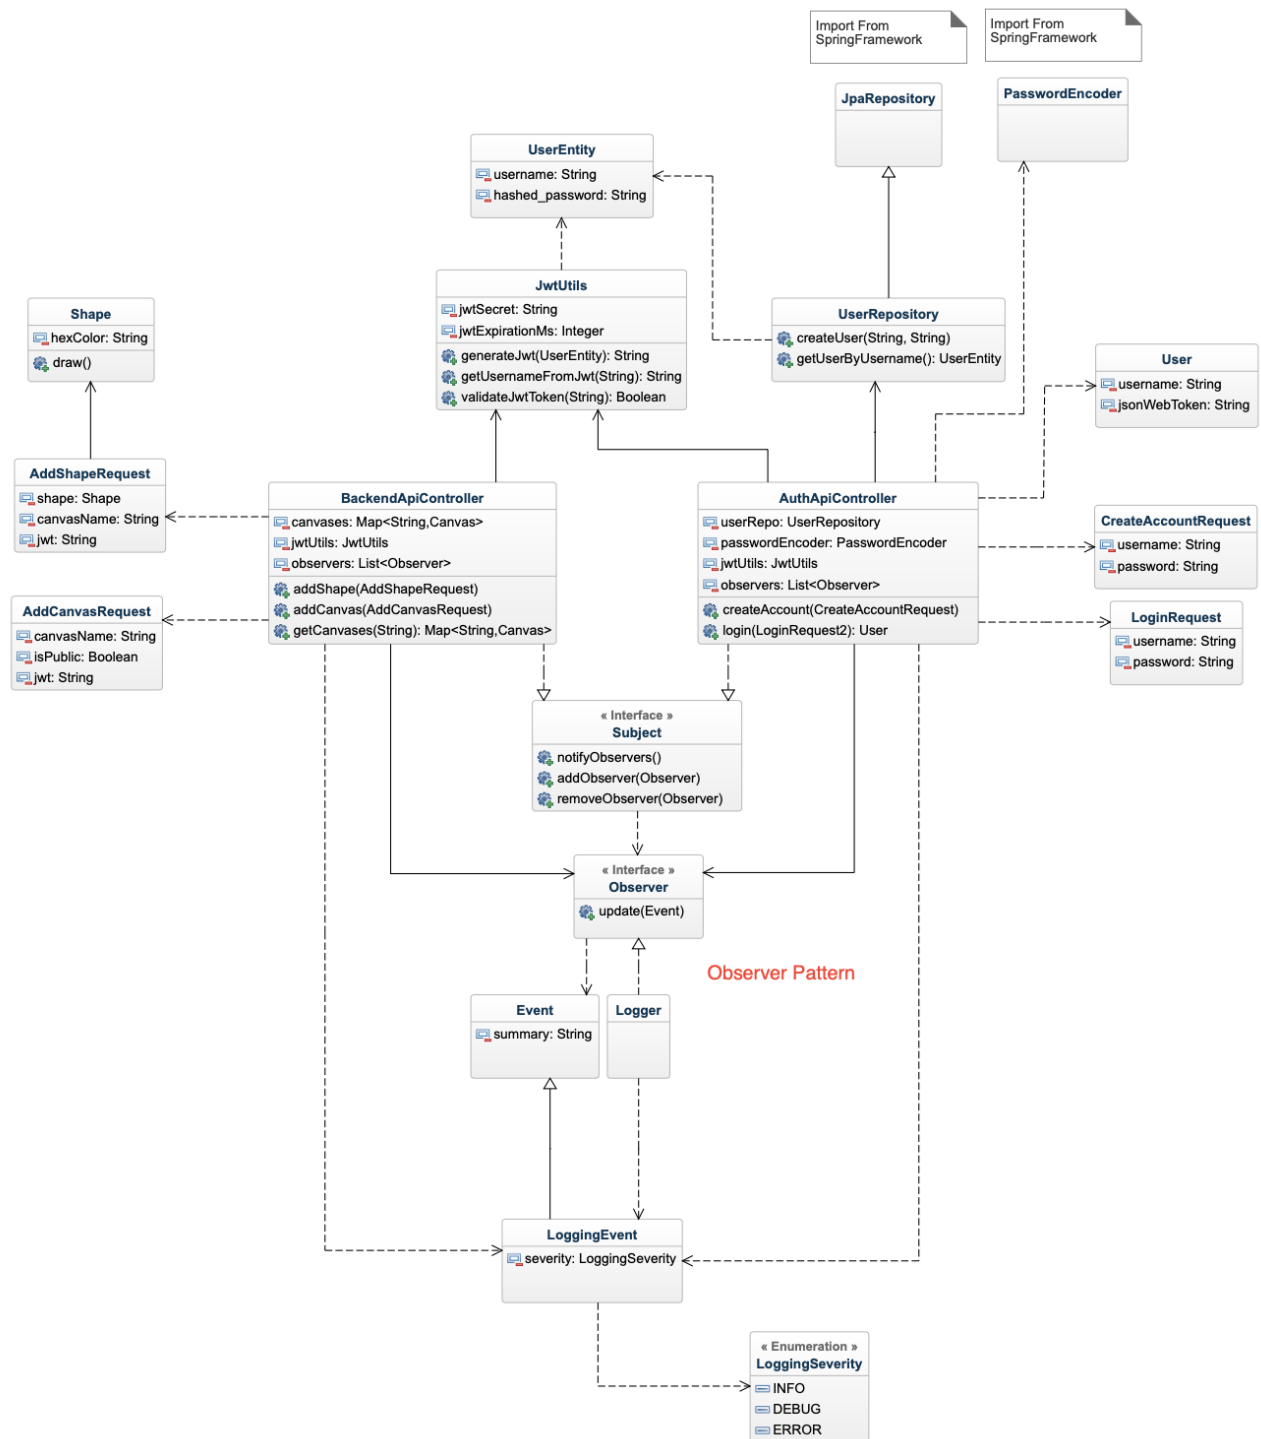 Import From
SpringFramework
Import From
SpringFramework
JpaRepository
PasswordEncoder
UserEntity
username: String
hashed_password: String
JwtUtils
jwtSecret: String
jwtExpirationMs: Integer
generateJwt(UserEntity): String
getUsernameFromJwt(String): String
validateJwtToken(String): Boolean
Shape
hexColor: String
draw()
UserRepository
createUser(String, String)
getUserByUsername(): UserEntity
User
username: String
jsonWebToken: String
AddShapeRequest
shape: Shape
canvasName: String
jwt: String
BackendApiController
canvases: Map<String,Canvas>
jwtUtils: JwtUtils
observers: List<Observer>
addShape(AddShapeRequest)
addCanvas(AddCanvasRequest)
getCanvases(String): Map<String,Canvas>
AuthApiController
userRepo: UserRepository
passwordEncoder: PasswordEncoder
jwtUtils: JwtUtils
observers: List<Observer>
createAccount(CreateAccountRequest)
login(LoginRequest2): User
CreateAccountRequest
username: String
password: String
AddCanvasRequest
canvasName: String
isPublic: Boolean
jwt: String
LoginRequest
username: String
password: String
« Interface »
Subject
notifyObservers()
addObserver(Observer)
removeObserver(Observer)
« Interface »
Observer
update(Event)
Observer Pattern
Event
summary: String
Logger
LoggingEvent
severity: LoggingSeverity
« Enumeration »
LoggingSeverity
INFO
DEBUG
ERROR